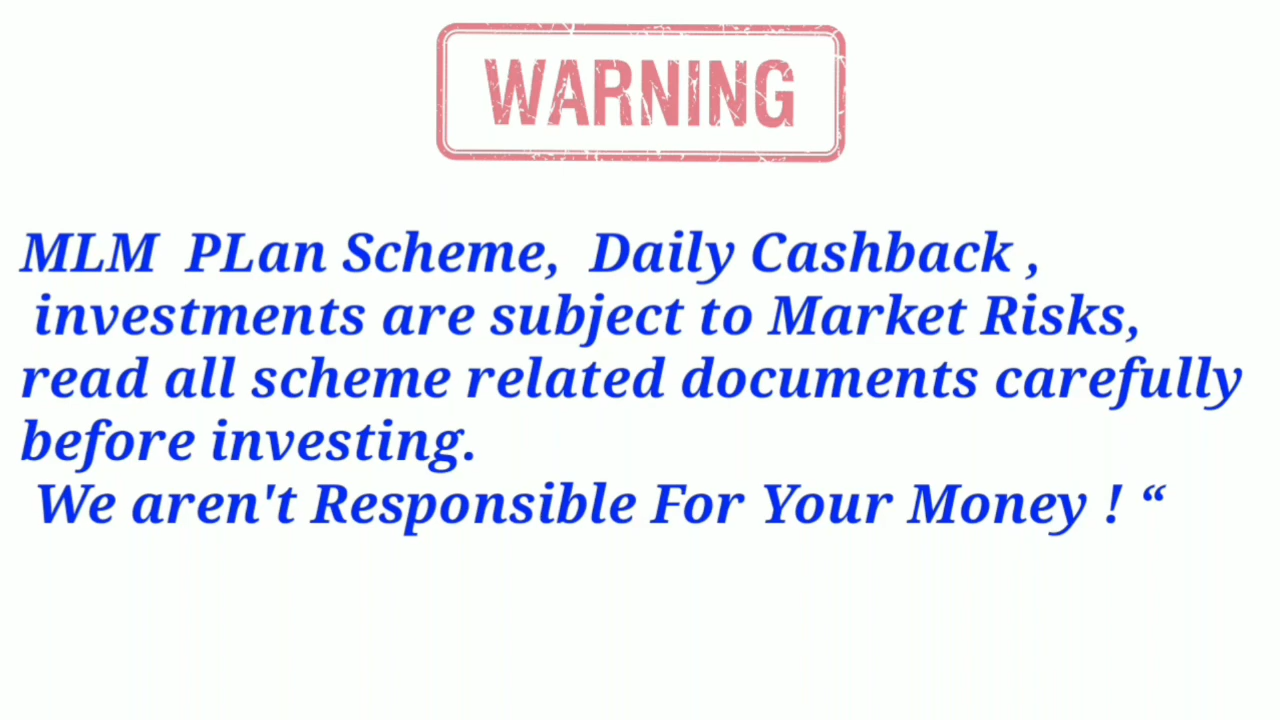 WARNING
MLM PLan Scheme, Daily Cashback ,
investments are subject to Market Risks,
read all scheme related documents carefully
before investing.
We aren't Responsible For Your Money ! “